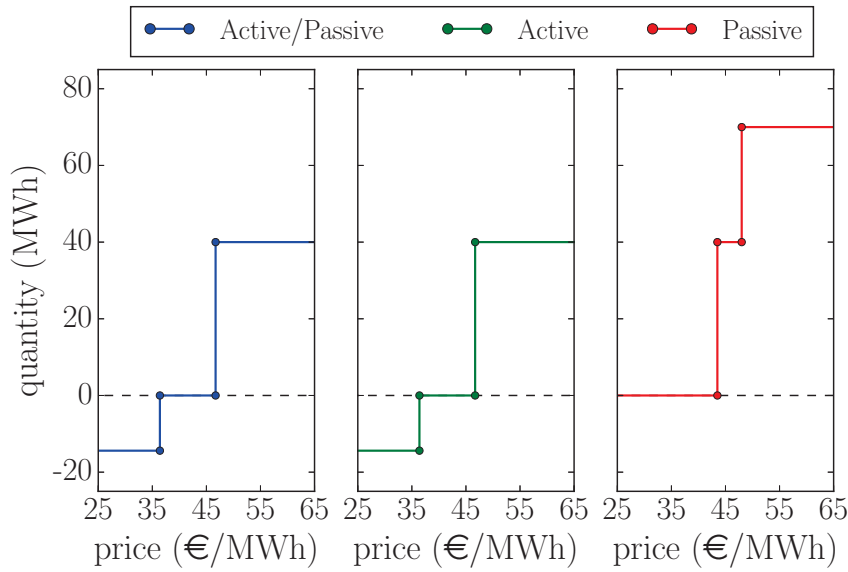 Active/Passive Active Passive
quantity (MWh)
80
60
40
20
0
-20
25 35 45 55 65 25 35 45 55 65 25 35 45 55 65
price (€/MWh) price (€/MWh) price (€/MWh)